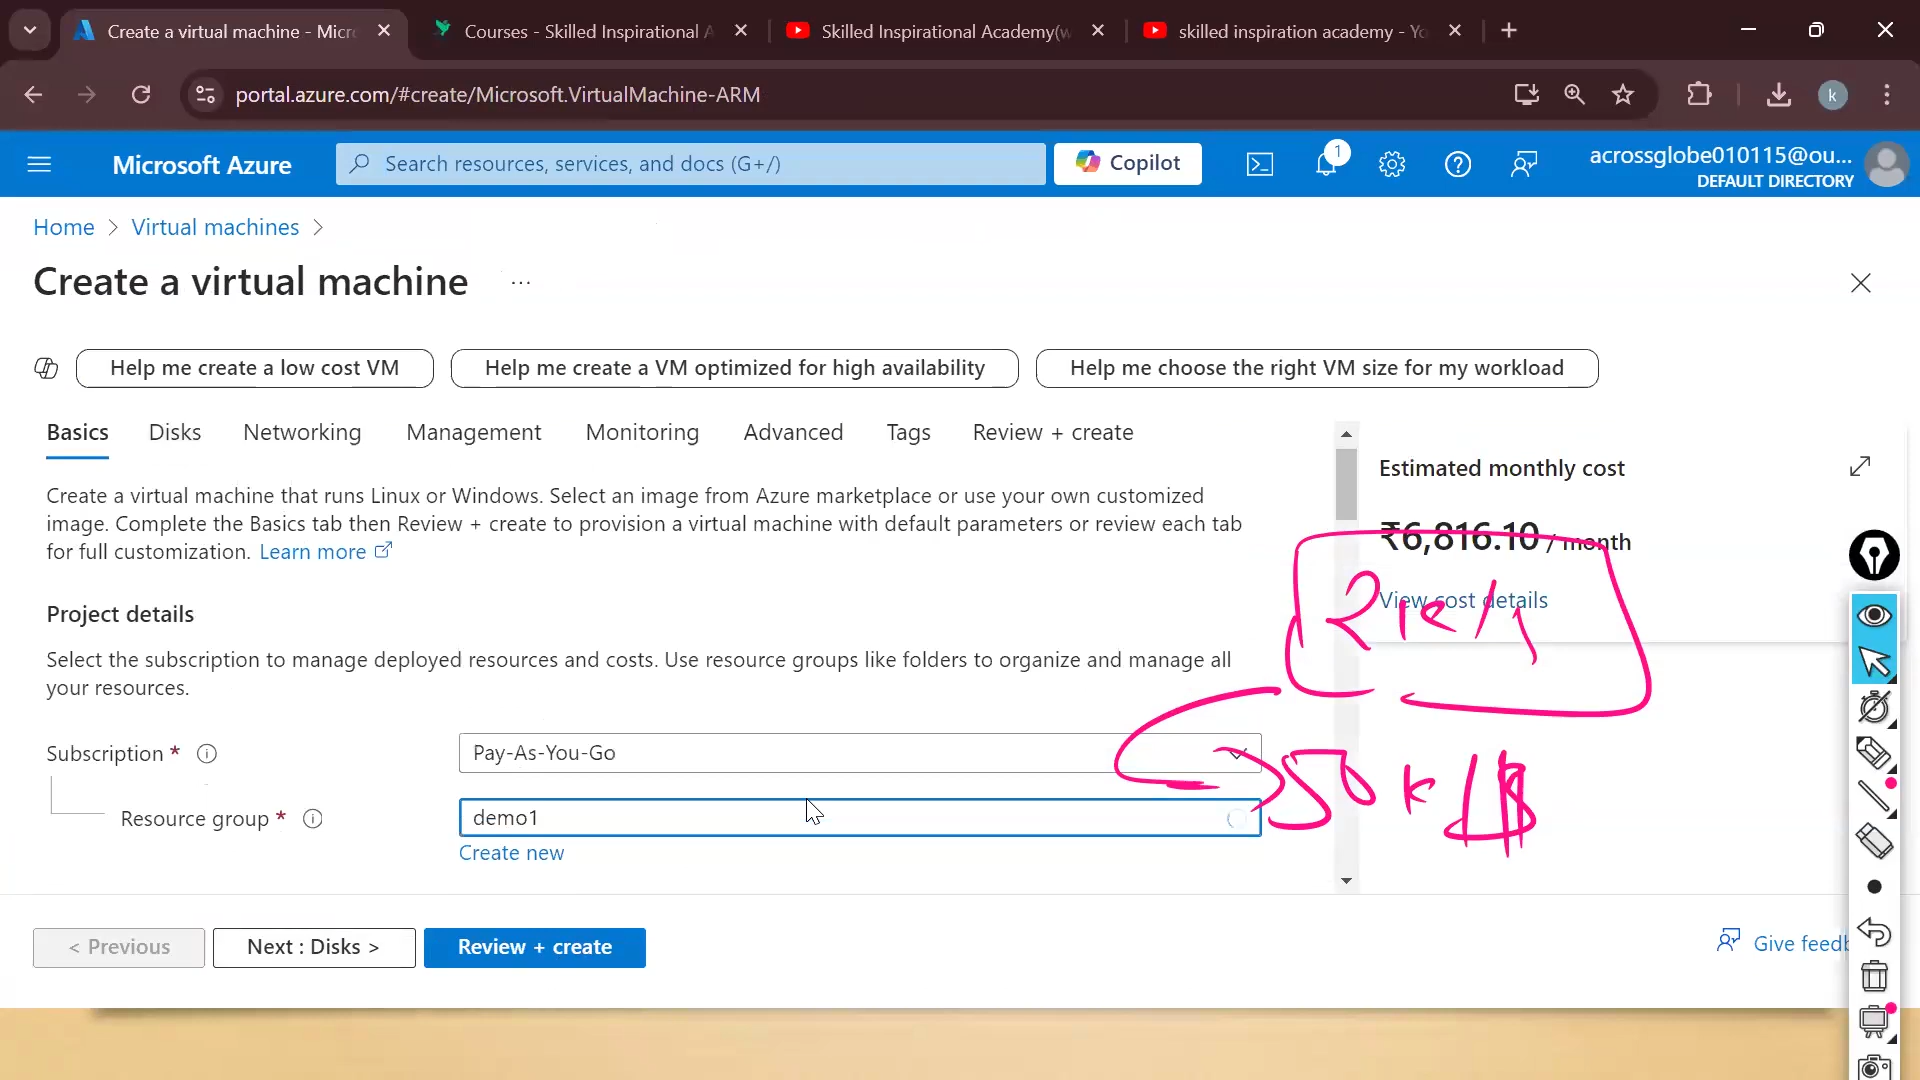 Create a virtual machine - Micr
Courses - Skilled Inspirational A
Skilled Inspirational Academy(w
skilled inspiration academy - Yo
portal.azure.com/#create/Microsoft.VirtualMachine-ARM
k
Microsoft Azure
Search resources, services, and docs (G+/)
Copilot
1
acrossglobe010115@ou...
DEFAULT DIRECTORY
Home > Virtual machines >
Create a virtual machine ...
Help me create a low cost VM
Help me create a VM optimized for high availability
Help me choose the right VM size for my workload
Basics Disks Networking Management Monitoring Advanced Tags Review + create
Create a virtual machine that runs Linux or Windows. Select an image from Azure marketplace or use your own customized
image. Complete the Basics tab then Review + create to provision a virtual machine with default parameters or review each tab
for full customization. Learn more
Estimated monthly cost
₹6,816.10 / month
View cost details
Project details
Select the subscription to manage deployed resources and costs. Use resource groups like folders to organize and manage all
your resources.
Subscription *
Pay-As-You-Go
Resource group *
demo1
Create new
50 k
< Previous
Next : Disks >
Review + create
Give feedb